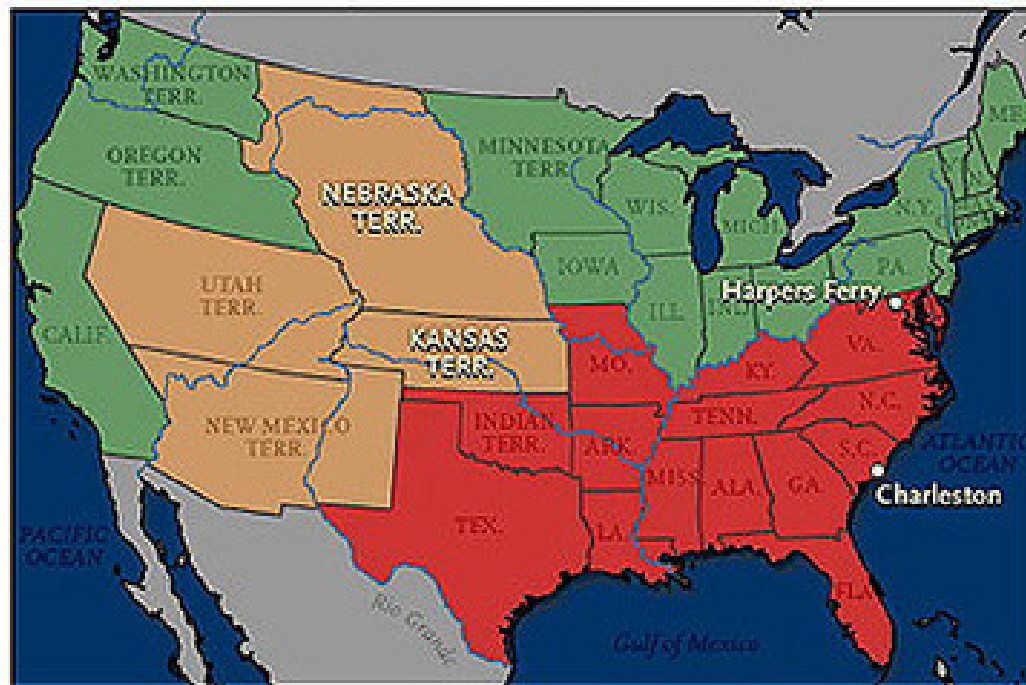 WASHINGTON
TERR.
OREGON
TERR.
NEBRASKA
TERR.
MINNESOTA
TERR.
ME.
WIS.
MICH.
N.Y.
IOWA
PA.
UTAH
TERR.
CALIF.
KANSAS
TERR.
ILL.
IND.
Harpers Ferry
MO.
KY.
VA.
NEW MEXICO
TERR.
INDIAN
TERR.
ARK.
TENN.
N.C.
S.C.
MISS.
ALA.
GA.
ATLANTIC
OCEAN
Charleston
TEX.
LA.
FLA.
PACIFIC
OCEAN
Rio Grande
Gulf of Mexico